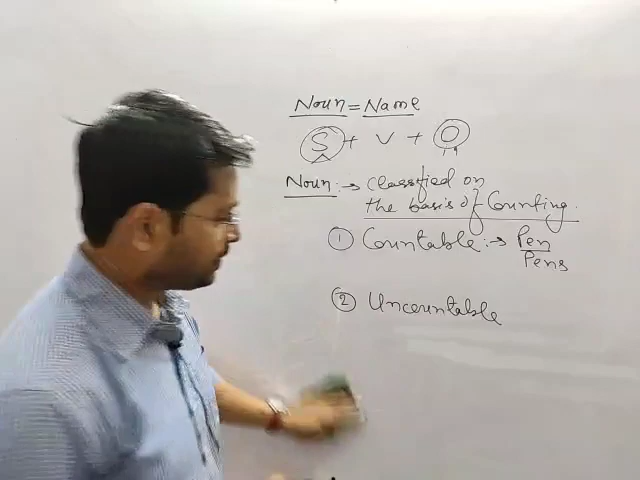 Noun = Name
S + V + O
Noun :→ Classified on
the basis of Counting.
① Countable :→ Pen
Pens
② Uncountable